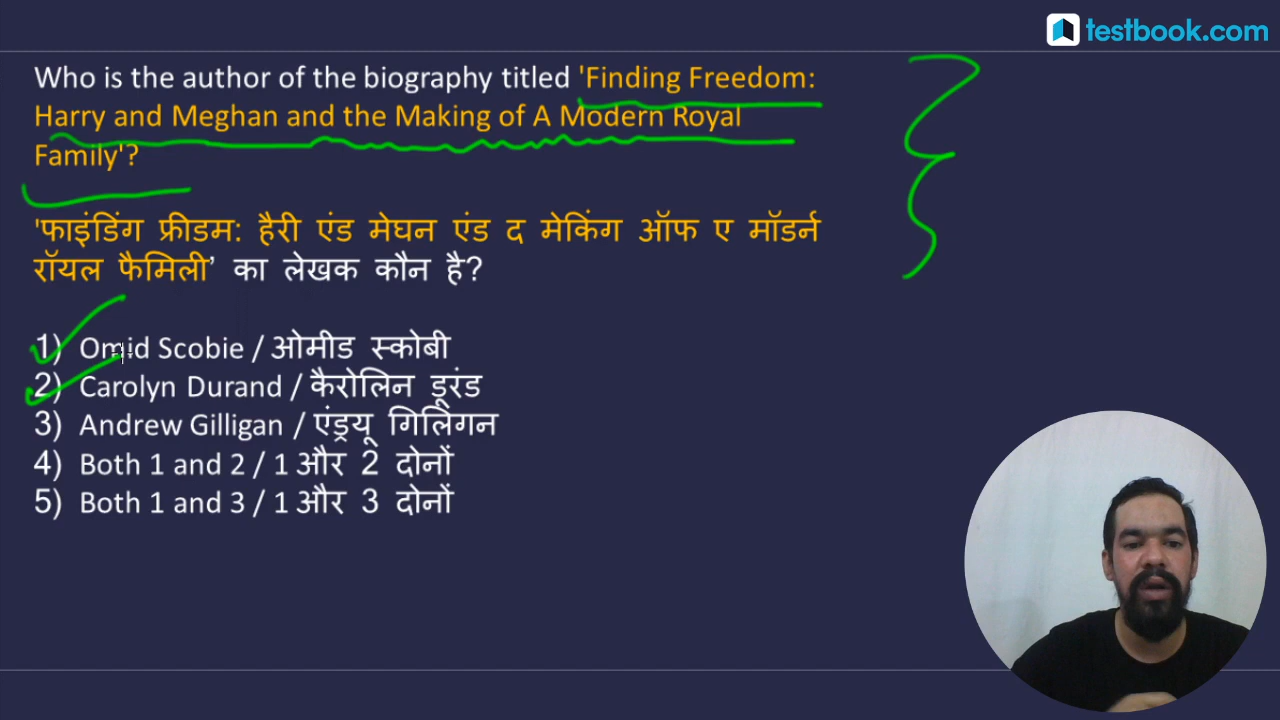 testbook.com
Who is the author of the biography titled 'Finding Freedom:
Harry and Meghan and the Making of A Modern Royal
Family'?
'फाइंडिंग फ्रीडम: हैरी एंड मेघन एंड द मेकिंग ऑफ ए मॉडर्न
रॉयल फैमिली’ का लेखक कौन है?
1) Omid Scobie / ओमीड स्कोबी
2) Carolyn Durand / कैरोलिन डूरंड
3) Andrew Gilligan / एंड्रयू गिलिगन
4) Both 1 and 2 / 1 और 2 दोनों
5) Both 1 and 3 / 1 और 3 दोनों